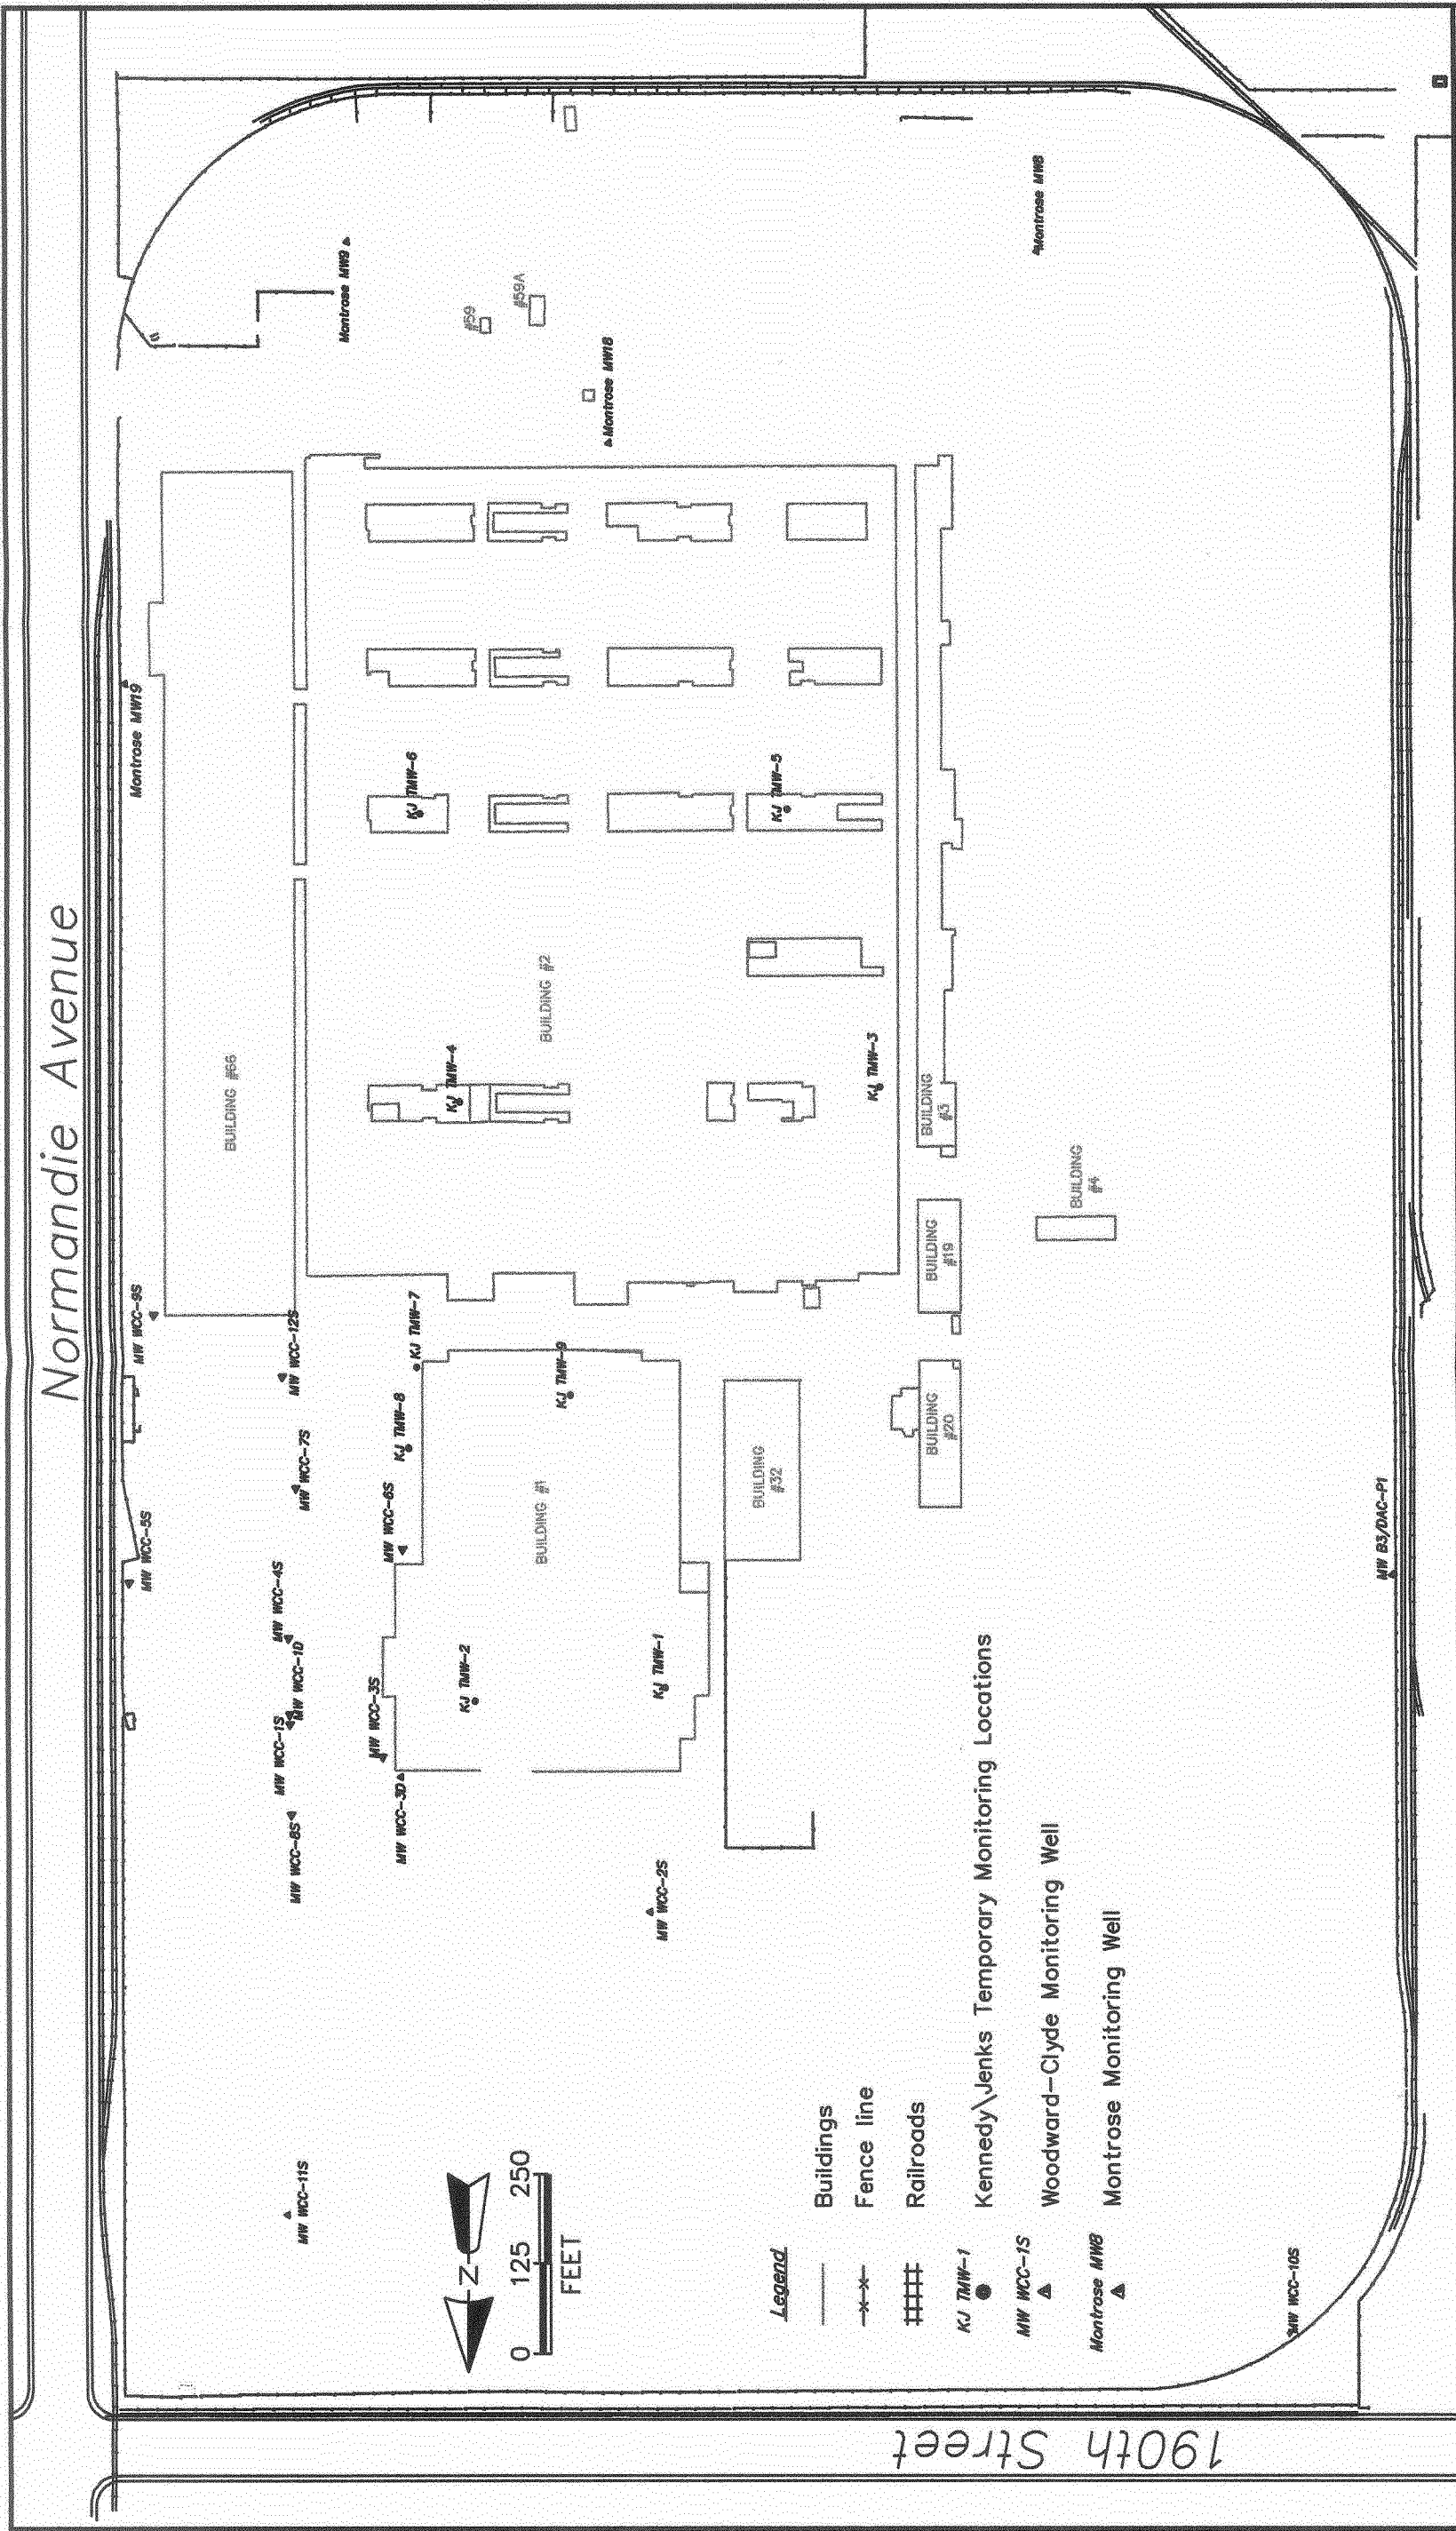 Normandie Avenue
190th Street
MW WCC-11S
MW WCC-8S
MW WCC-1S
MW WCC-1D
MW WCC-4S
MW WCC-5S
MW WCC-7S
MW WCC-12S
MW WCC-9S
Montrose MW19
Montrose MW9
BUILDING #66
MW WCC-3D
MW WCC-3S
MW WCC-6S
KJ TMW-8
KJ TMW-7
KJ TMW-2
KJ TMW-9
BUILDING #1
KJ TMW-1
MW WCC-2S
KJ TMW-4
KJ TMW-6
BUILDING #2
KJ TMW-5
KJ TMW-3
#59
#59A
Montrose MW18
Montrose MW8
BUILDING
#32
BUILDING
#20
BUILDING
#19
BUILDING
#3
BUILDING
#4
MW B3/DAC-P1
MW WCC-10S
N
0 125 250
FEET
Legend
Buildings
Fence line
Railroads
KJ TMW-1
Kennedy\Jenks Temporary Monitoring Locations
MW WCC-1S
Woodward-Clyde Monitoring Well
Montrose MW8
Montrose Monitoring Well